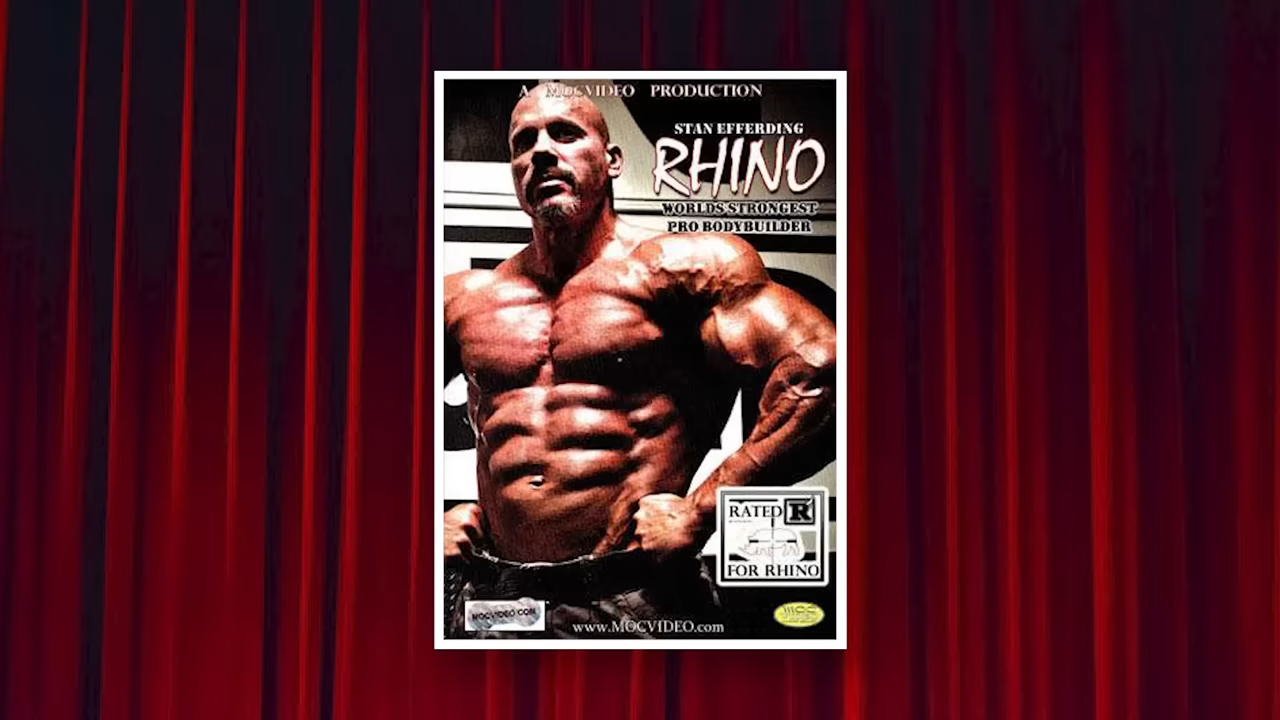 A MOCVIDEO PRODUCTION
STAN EFFERDING
RHINO
WORLDS STRONGEST
PRO BODYBUILDER
RATED R
FOR RHINO
MOCVIDEO.COM
www.MOCVIDEO.com